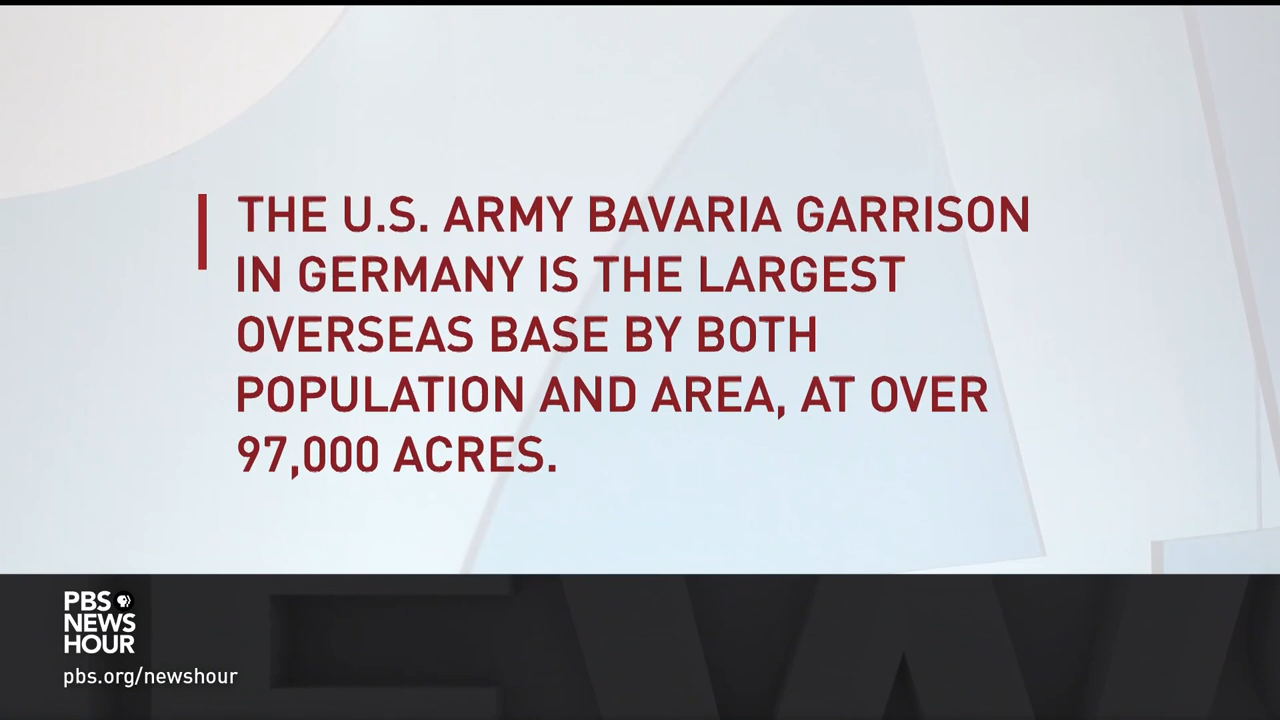 THE U.S. ARMY BAVARIA GARRISON
IN GERMANY IS THE LARGEST
OVERSEAS BASE BY BOTH
POPULATION AND AREA, AT OVER
97,000 ACRES.
PBS
NEWS
HOUR
pbs.org/newshour